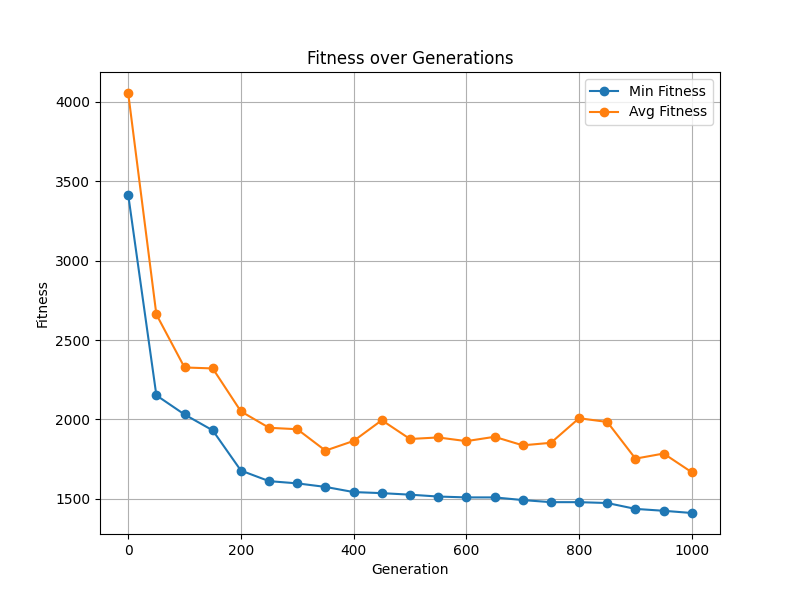 Fitness over Generations
Min Fitness
Avg Fitness
4000
3500
3000
2500
2000
1500
Fitness
0 200 400 600 800 1000
Generation